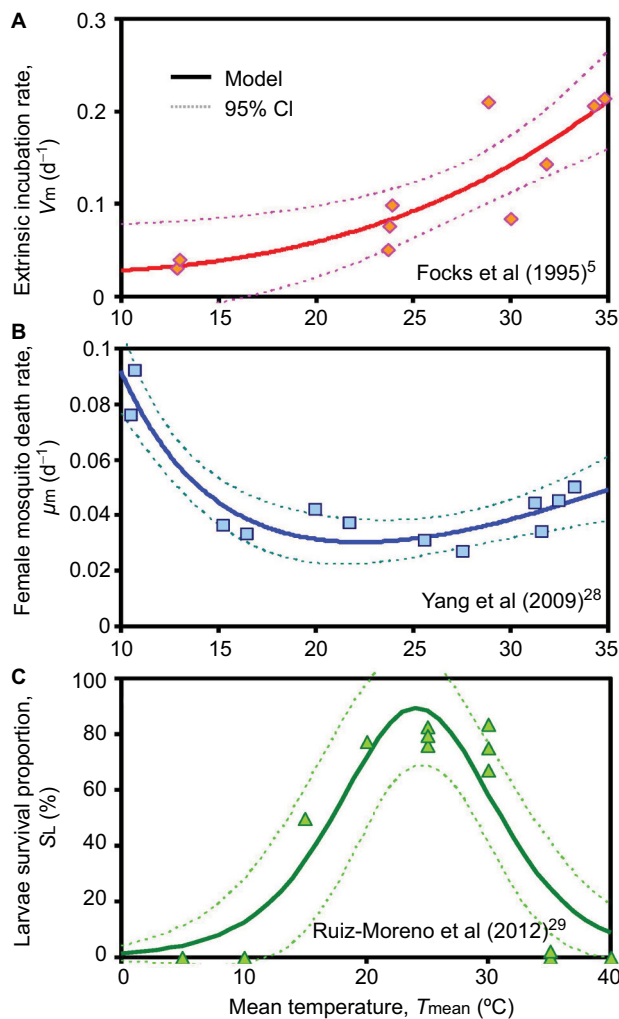 A
Extrinsic incubation rate,
Vm (d⁻¹)
0.3
0.2
0.1
0
Model
95% CI
Focks et al (1995)⁵
10 15 20 25 30 35
B
Female mosquito death rate,
μm (d⁻¹)
0.1
0.08
0.06
0.04
0.02
0
Yang et al (2009)²⁸
10 15 20 25 30 35
C
Larvae survival proportion,
SL (%)
100
80
60
40
20
0
Ruiz-Moreno et al (2012)²⁹
0 10 20 30 40
Mean temperature, Tmean (ºC)